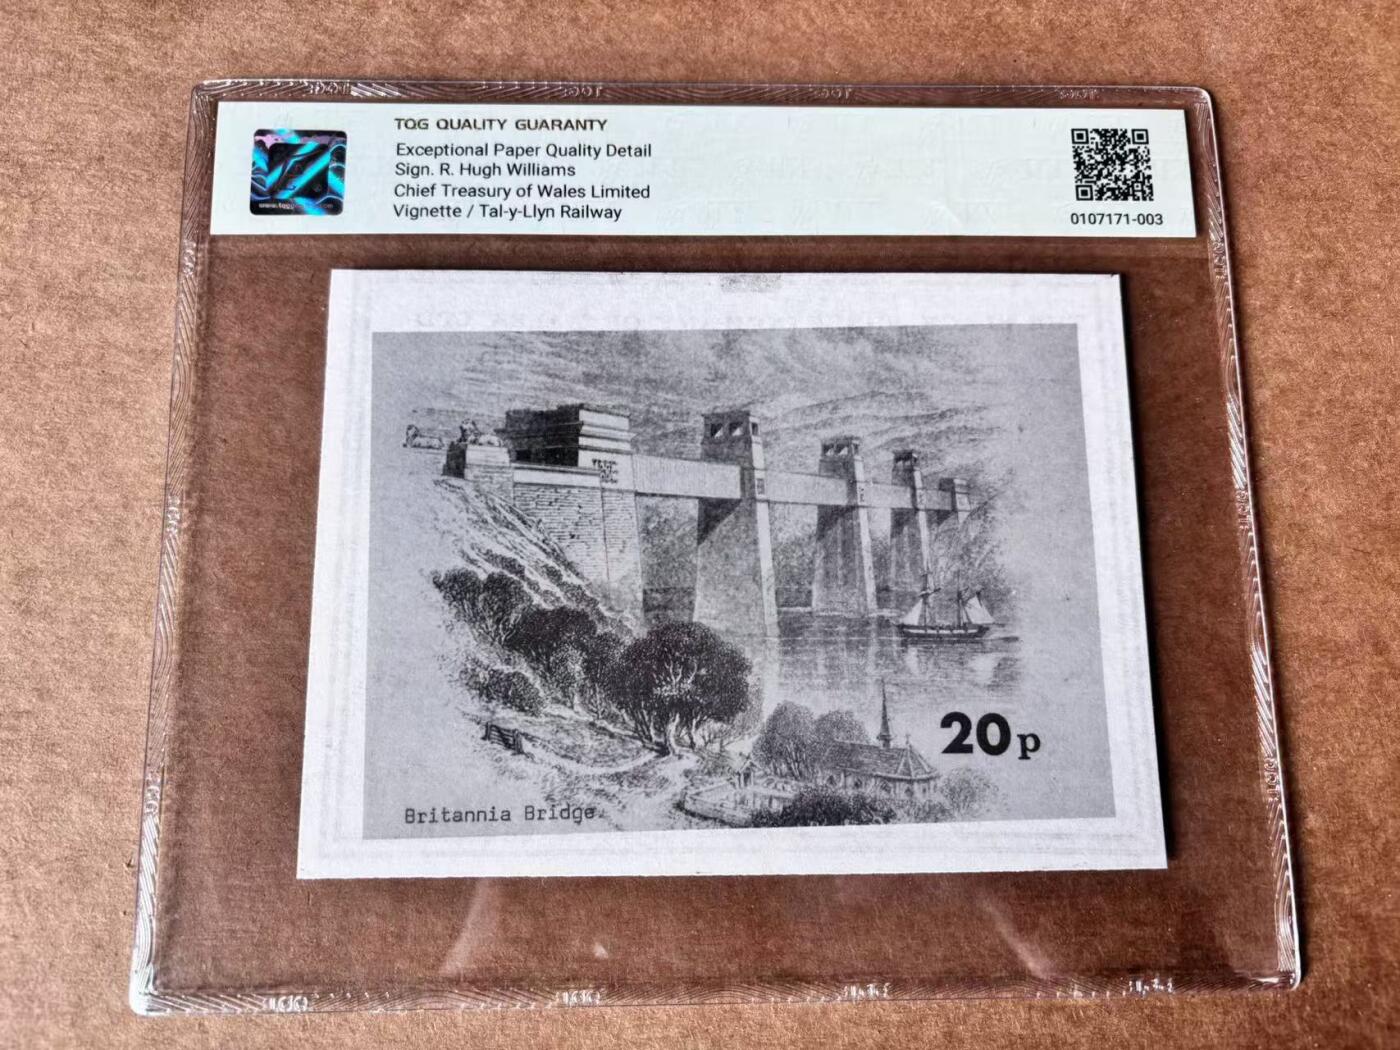 TQG QUALITY GUARANTY
Exceptional Paper Quality Detail
Sign. R. Hugh Williams
Chief Treasury of Wales Limited
Vignette / Tal-y-Llyn Railway
0107171-003
20p
Britannia Bridge.